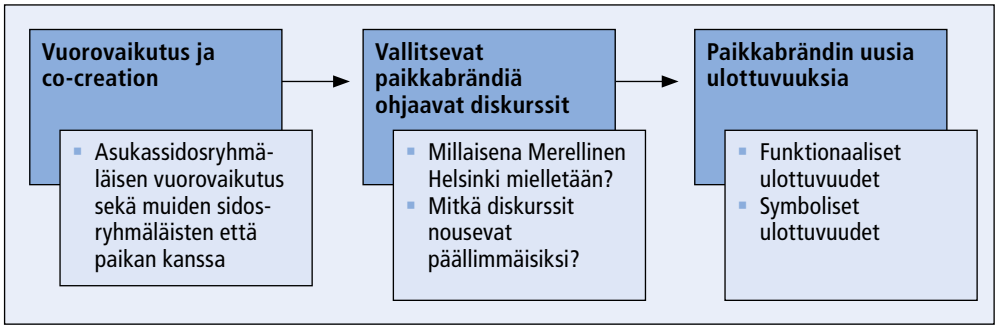 Vuorovaikutus ja
co-creation
▪ Asukassidosryhmä-
läisen vuorovaikutus
sekä muiden sidos-
ryhmäläisten että
paikan kanssa
Vallitsevat
paikkabrändiä
ohjaavat diskurssit
▪ Millaisena Merellinen
Helsinki mielletään?
▪ Mitkä diskurssit
nousevat
päällimmäisiksi?
Paikkabrändin uusia
ulottuvuuksia
▪ Funktionaaliset
ulottuvuudet
▪ Symboliset
ulottuvuudet